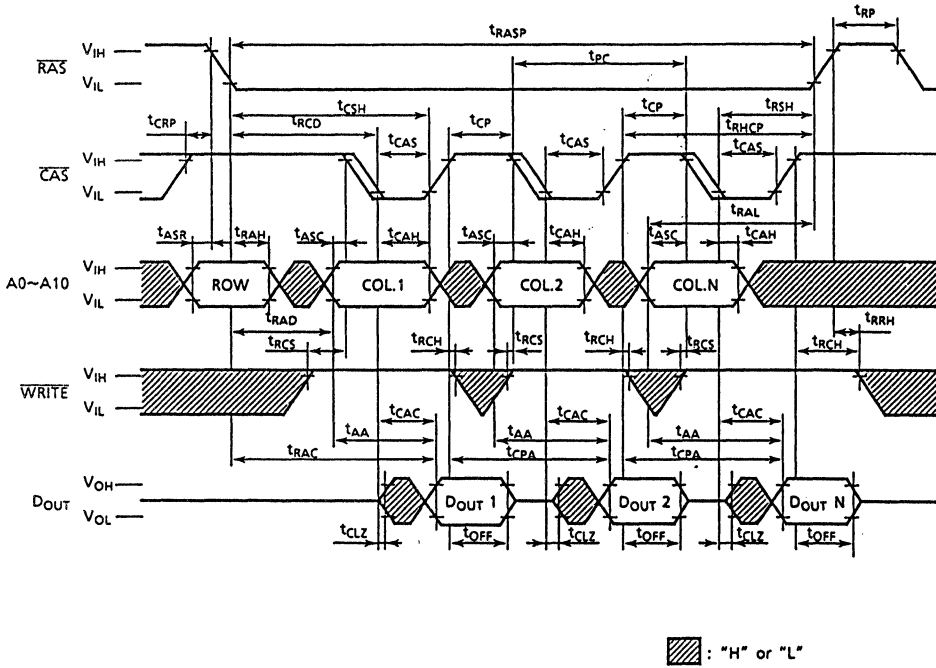 tRP
tRASP
VIH
RAS
VIL
tPC
tCSH
tRSH
tCRP
tRCD
tCP
tCP
tRHCP
tCAS
tCAS
tCAS
VIH
CAS
VIL
tRAL
tASR
tRAH
tASC
tCAH
tASC
tCAH
tASC
tCAH
VIH
A0~A10
ROW
COL.1
COL.2
COL.N
VIL
tRAD
tRRH
tRCS
tRCH
tRCS
tRCH
tRCS
tRCH
VIH
WRITE
VIL
tCAC
tCAC
tCAC
tAA
tAA
tAA
tRAC
tCPA
tCPA
VOH
DOUT
DOUT 1
DOUT 2
DOUT N
VOL
tCLZ
tOFF
tCLZ
tOFF
tCLZ
tOFF
: "H" or "L"